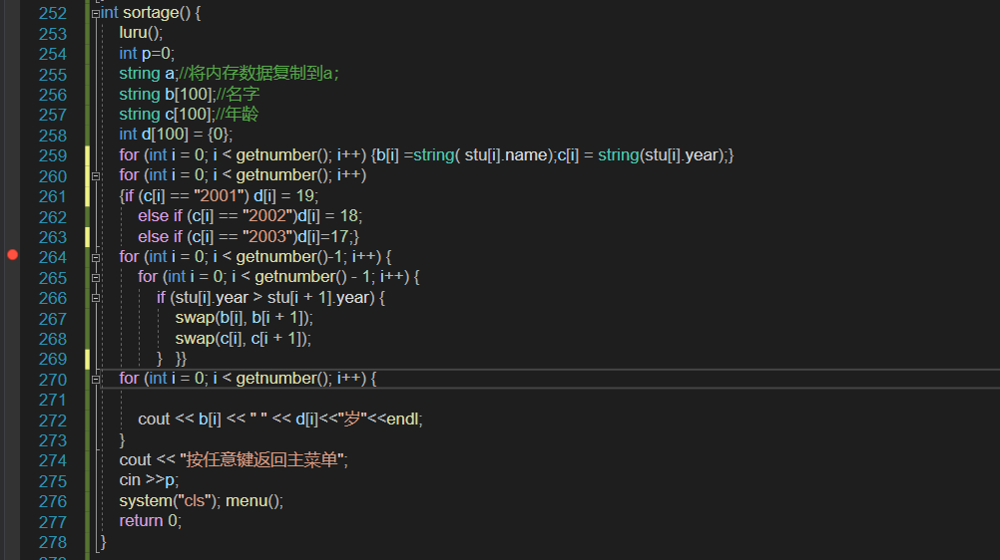 252 int sortage() {
253 luru();
254 int p=0;
255 string a;//将内存数据复制到a；
256 string b[100];//名字
257 string c[100];//年龄
258 int d[100] = {0};
259 for (int i = 0; i < getnumber(); i++) {b[i] =string( stu[i].name);c[i] = string(stu[i].year);}
260 for (int i = 0; i < getnumber(); i++)
261 {if (c[i] == "2001") d[i] = 19;
262 else if (c[i] == "2002")d[i] = 18;
263 else if (c[i] == "2003")d[i]=17;}
264 for (int i = 0; i < getnumber()-1; i++) {
265 for (int i = 0; i < getnumber() - 1; i++) {
266 if (stu[i].year > stu[i + 1].year) {
267 swap(b[i], b[i + 1]);
268 swap(c[i], c[i + 1]);
269 } }}
270 for (int i = 0; i < getnumber(); i++) {
271
272 cout << b[i] << " " << d[i]<<"岁"<<endl;
273 }
274 cout << "按任意键返回主菜单";
275 cin >>p;
276 system("cls"); menu();
277 return 0;
278 }